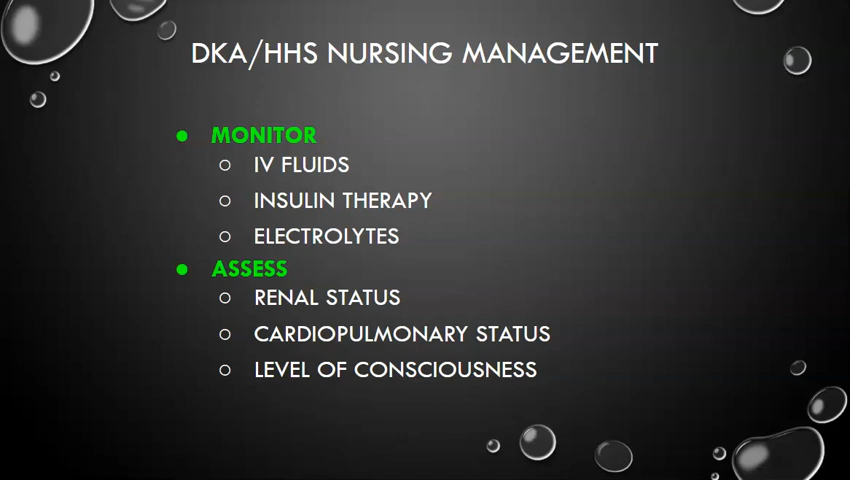 DKA/HHS NURSING MANAGEMENT
● MONITOR
○ IV FLUIDS
○ INSULIN THERAPY
○ ELECTROLYTES
● ASSESS
○ RENAL STATUS
○ CARDIOPULMONARY STATUS
○ LEVEL OF CONSCIOUSNESS